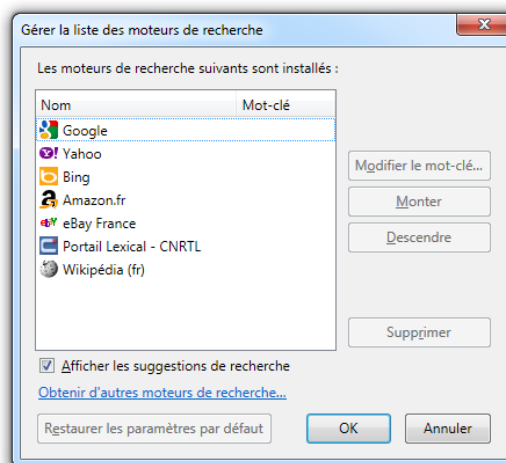 Gérer la liste des moteurs de recherche
Les moteurs de recherche suivants sont installés :
Nom Mot-clé
Google
Yahoo
Bing
Amazon.fr
eBay France
Portail Lexical - CNRTL
Wikipédia (fr)
Modifier le mot-clé...
Monter
Descendre
Supprimer
Afficher les suggestions de recherche
Obtenir d'autres moteurs de recherche...
Restaurer les paramètres par défaut OK Annuler